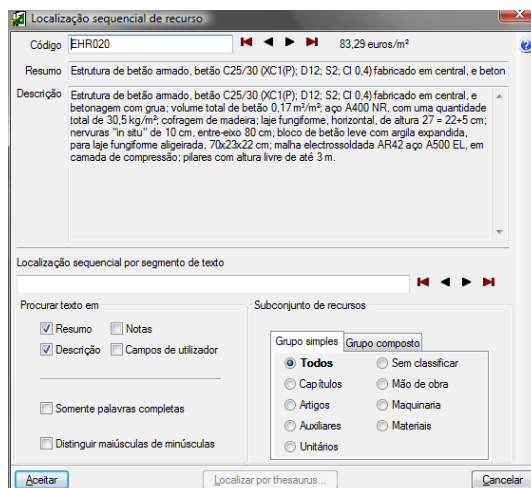 Localização sequencial de recurso
Código EHR020 83,29 euros/m²
Resumo Estrutura de betão armado, betão C25/30 (XC1(P); D12; S2; Cl 0,4) fabricado em central, e beton
Descrição Estrutura de betão armado, betão C25/30 (XC1(P); D12; S2; Cl 0,4) fabricado em central, e
betonagem com grua; volume total de betão 0,17 m³/m²; aço A400 NR, com uma quantidade
total de 30,5 kg/m²; cofragem de madeira; laje fungiforme, horizontal, de altura 27 = 22+5 cm;
nervuras "in situ" de 10 cm, entre-eixo 80 cm; bloco de betão leve com argila expandida,
para laje fungiforme aligeirada, 70x23x22 cm; malha electrossoldada AR42 aço A500 EL, em
camada de compressão; pilares com altura livre de até 3 m.
Localização sequencial por segmento de texto
Procurar texto em
Resumo Notas
Descrição Campos de utilizador
Somente palavras completas
Distinguir maiúsculas de minúsculas
Subconjunto de recursos
Grupo simples Grupo composto
Todos Sem classificar
Capítulos Mão de obra
Artigos Maquinaria
Auxiliares Materiais
Unitários
Aceitar Localizar por thesaurus... Cancelar